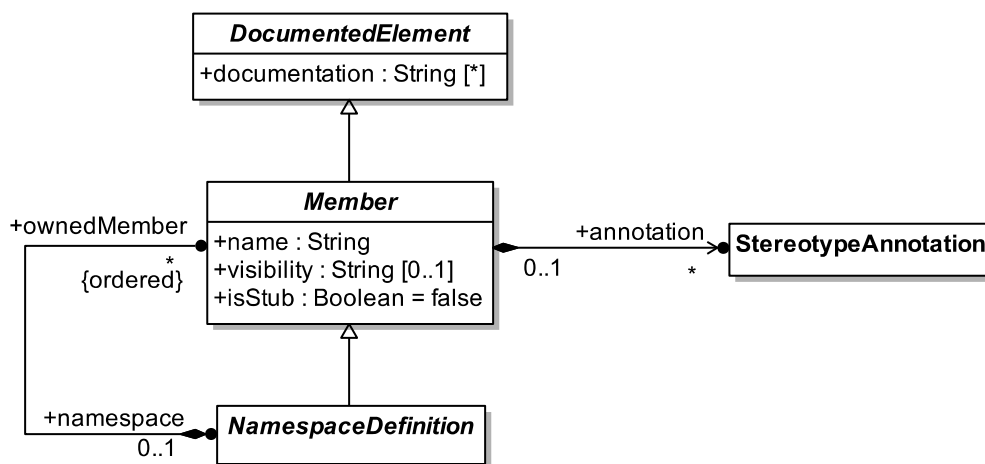 DocumentedElement
+documentation : String [*]
Member
+name : String
+visibility : String [0..1]
+isStub : Boolean = false
+ownedMember
*
{ordered}
+annotation
0..1
*
StereotypeAnnotation
+namespace
0..1
NamespaceDefinition